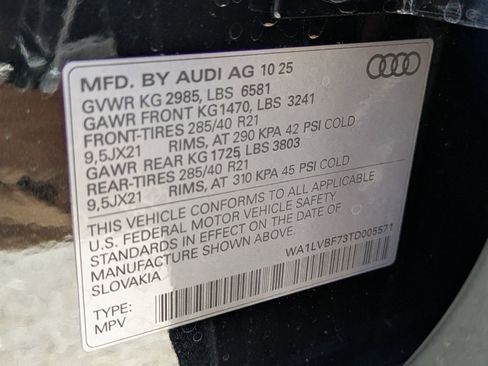 MFD. BY AUDI AG 10 25
GVWR KG 2985, LBS 6581
GAWR FRONT KG1470, LBS 3241
FRONT-TIRES 285/40 R21
9,5JX21 RIMS, AT 290 KPA 42 PSI COLD
GAWR REAR KG 1725 LBS 3803
REAR-TIRES 285/40 R21
9,5JX21 RIMS, AT 310 KPA 45 PSI COLD
THIS VEHICLE CONFORMS TO ALL APPLICABLE
U.S. FEDERAL MOTOR VEHICLE SAFETY
STANDARDS IN EFFECT ON THE DATE OF
MANUFACTURE SHOWN ABOVE.
SLOVAKIA
WA1LVBF73TD005571
TYPE:
MPV